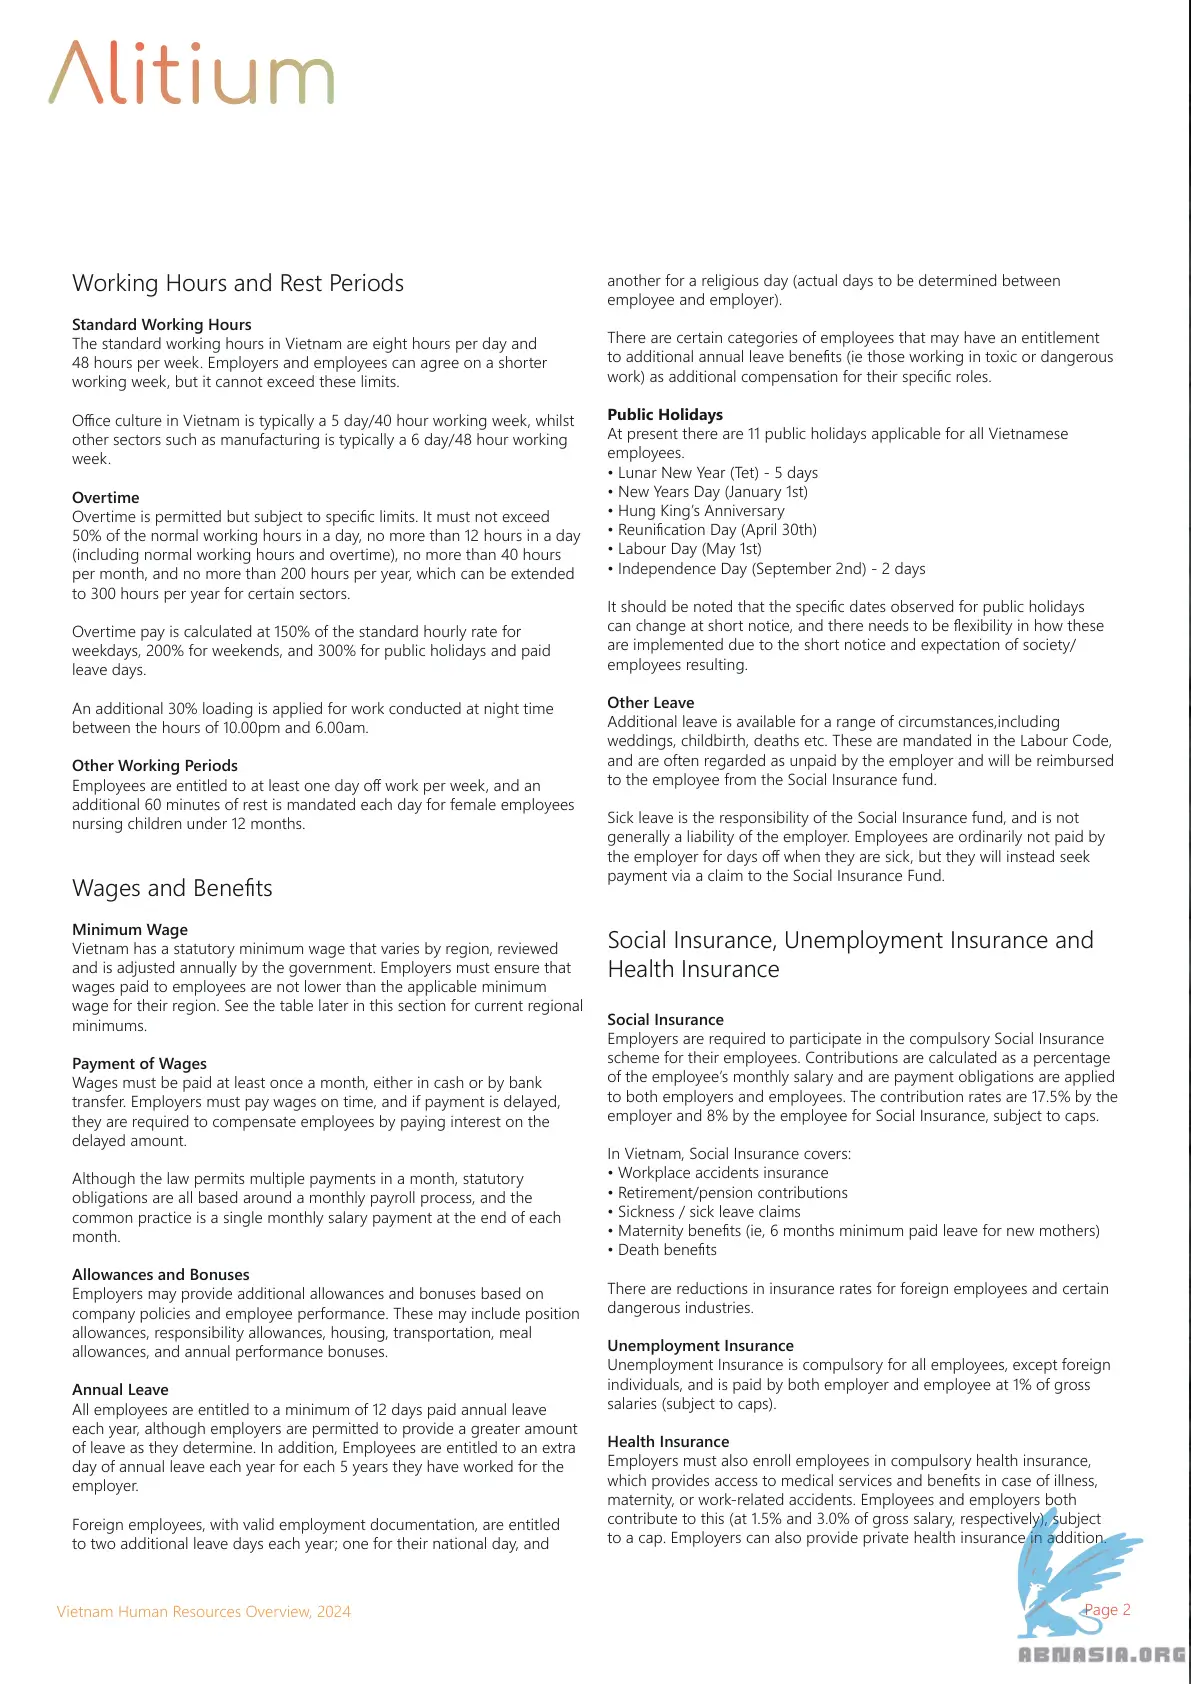 Alitium
Working Hours and Rest Periods
Standard Working Hours
The standard working hours in Vietnam are eight hours per day and
48 hours per week. Employers and employees can agree on a shorter
working week, but it cannot exceed these limits.
Office culture in Vietnam is typically a 5 day/40 hour working week, whilst
other sectors such as manufacturing is typically a 6 day/48 hour working
week.
Overtime
Overtime is permitted but subject to specific limits. It must not exceed
50% of the normal working hours in a day, no more than 12 hours in a day
(including normal working hours and overtime), no more than 40 hours
per month, and no more than 200 hours per year, which can be extended
to 300 hours per year for certain sectors.
Overtime pay is calculated at 150% of the standard hourly rate for
weekdays, 200% for weekends, and 300% for public holidays and paid
leave days.
An additional 30% loading is applied for work conducted at night time
between the hours of 10.00pm and 6.00am.
Other Working Periods
Employees are entitled to at least one day off work per week, and an
additional 60 minutes of rest is mandated each day for female employees
nursing children under 12 months.
Wages and Benefits
Minimum Wage
Vietnam has a statutory minimum wage that varies by region, reviewed
and is adjusted annually by the government. Employers must ensure that
wages paid to employees are not lower than the applicable minimum
wage for their region. See the table later in this section for current regional
minimums.
Payment of Wages
Wages must be paid at least once a month, either in cash or by bank
transfer. Employers must pay wages on time, and if payment is delayed,
they are required to compensate employees by paying interest on the
delayed amount.
Although the law permits multiple payments in a month, statutory
obligations are all based around a monthly payroll process, and the
common practice is a single monthly salary payment at the end of each
month.
Allowances and Bonuses
Employers may provide additional allowances and bonuses based on
company policies and employee performance. These may include position
allowances, responsibility allowances, housing, transportation, meal
allowances, and annual performance bonuses.
Annual Leave
All employees are entitled to a minimum of 12 days paid annual leave
each year, although employers are permitted to provide a greater amount
of leave as they determine. In addition, Employees are entitled to an extra
day of annual leave each year for each 5 years they have worked for the
employer.
Foreign employees, with valid employment documentation, are entitled
to two additional leave days each year; one for their national day, and
another for a religious day (actual days to be determined between
employee and employer).
There are certain categories of employees that may have an entitlement
to additional annual leave benefits (ie those working in toxic or dangerous
work) as additional compensation for their specific roles.
Public Holidays
At present there are 11 public holidays applicable for all Vietnamese
employees.
• Lunar New Year (Tet) - 5 days
• New Years Day (January 1st)
• Hung King's Anniversary
• Reunification Day (April 30th)
• Labour Day (May 1st)
• Independence Day (September 2nd) - 2 days
It should be noted that the specific dates observed for public holidays
can change at short notice, and there needs to be flexibility in how these
are implemented due to the short notice and expectation of society/
employees resulting.
Other Leave
Additional leave is available for a range of circumstances,including
weddings, childbirth, deaths etc. These are mandated in the Labour Code,
and are often regarded as unpaid by the employer and will be reimbursed
to the employee from the Social Insurance fund.
Sick leave is the responsibility of the Social Insurance fund, and is not
generally a liability of the employer. Employees are ordinarily not paid by
the employer for days off when they are sick, but they will instead seek
payment via a claim to the Social Insurance Fund.
Social Insurance, Unemployment Insurance and
Health Insurance
Social Insurance
Employers are required to participate in the compulsory Social Insurance
scheme for their employees. Contributions are calculated as a percentage
of the employee's monthly salary and are payment obligations are applied
to both employers and employees. The contribution rates are 17.5% by the
employer and 8% by the employee for Social Insurance, subject to caps.
In Vietnam, Social Insurance covers:
• Workplace accidents insurance
• Retirement/pension contributions
• Sickness / sick leave claims
• Maternity benefits (ie, 6 months minimum paid leave for new mothers)
• Death benefits
There are reductions in insurance rates for foreign employees and certain
dangerous industries.
Unemployment Insurance
Unemployment Insurance is compulsory for all employees, except foreign
individuals, and is paid by both employer and employee at 1% of gross
salaries (subject to caps).
Health Insurance
Employers must also enroll employees in compulsory health insurance,
which provides access to medical services and benefits in case of illness,
maternity, or work-related accidents. Employees and employers both
contribute to this (at 1.5% and 3.0% of gross salary, respectively), subject
to a cap. Employers can also provide private health insurance in addition.
Vietnam Human Resources Overview, 2024
Page 2
ABNASIA.ORG